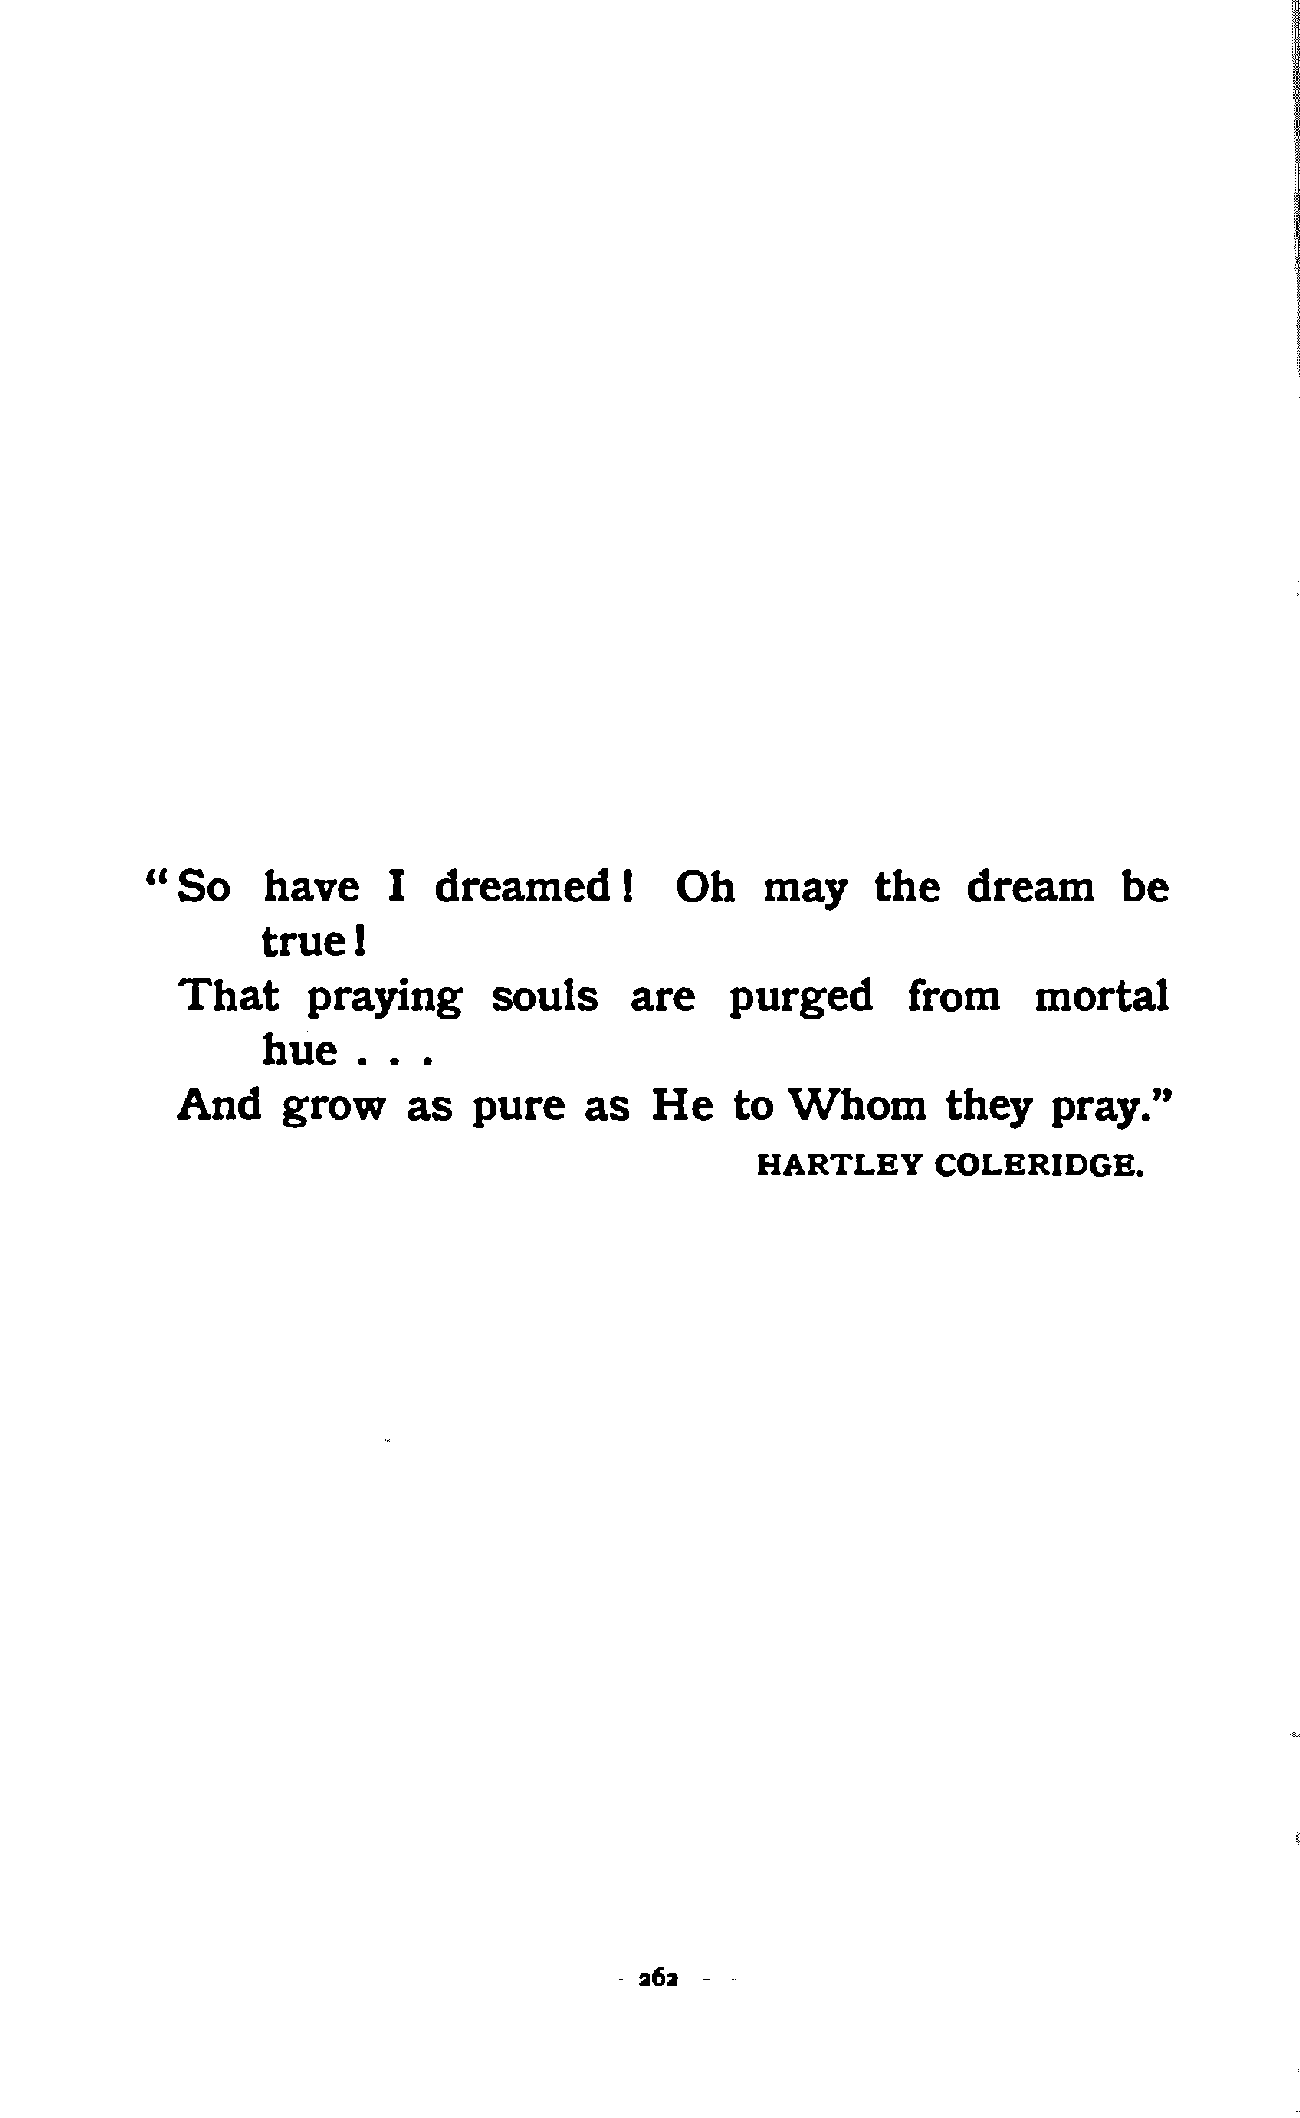 “So have I dreamed! Oh may the dream be
true!
That praying souls are purged from mortal
hue . . .
And grow as pure as He to Whom they pray.”
HARTLEY COLERIDGE.
262